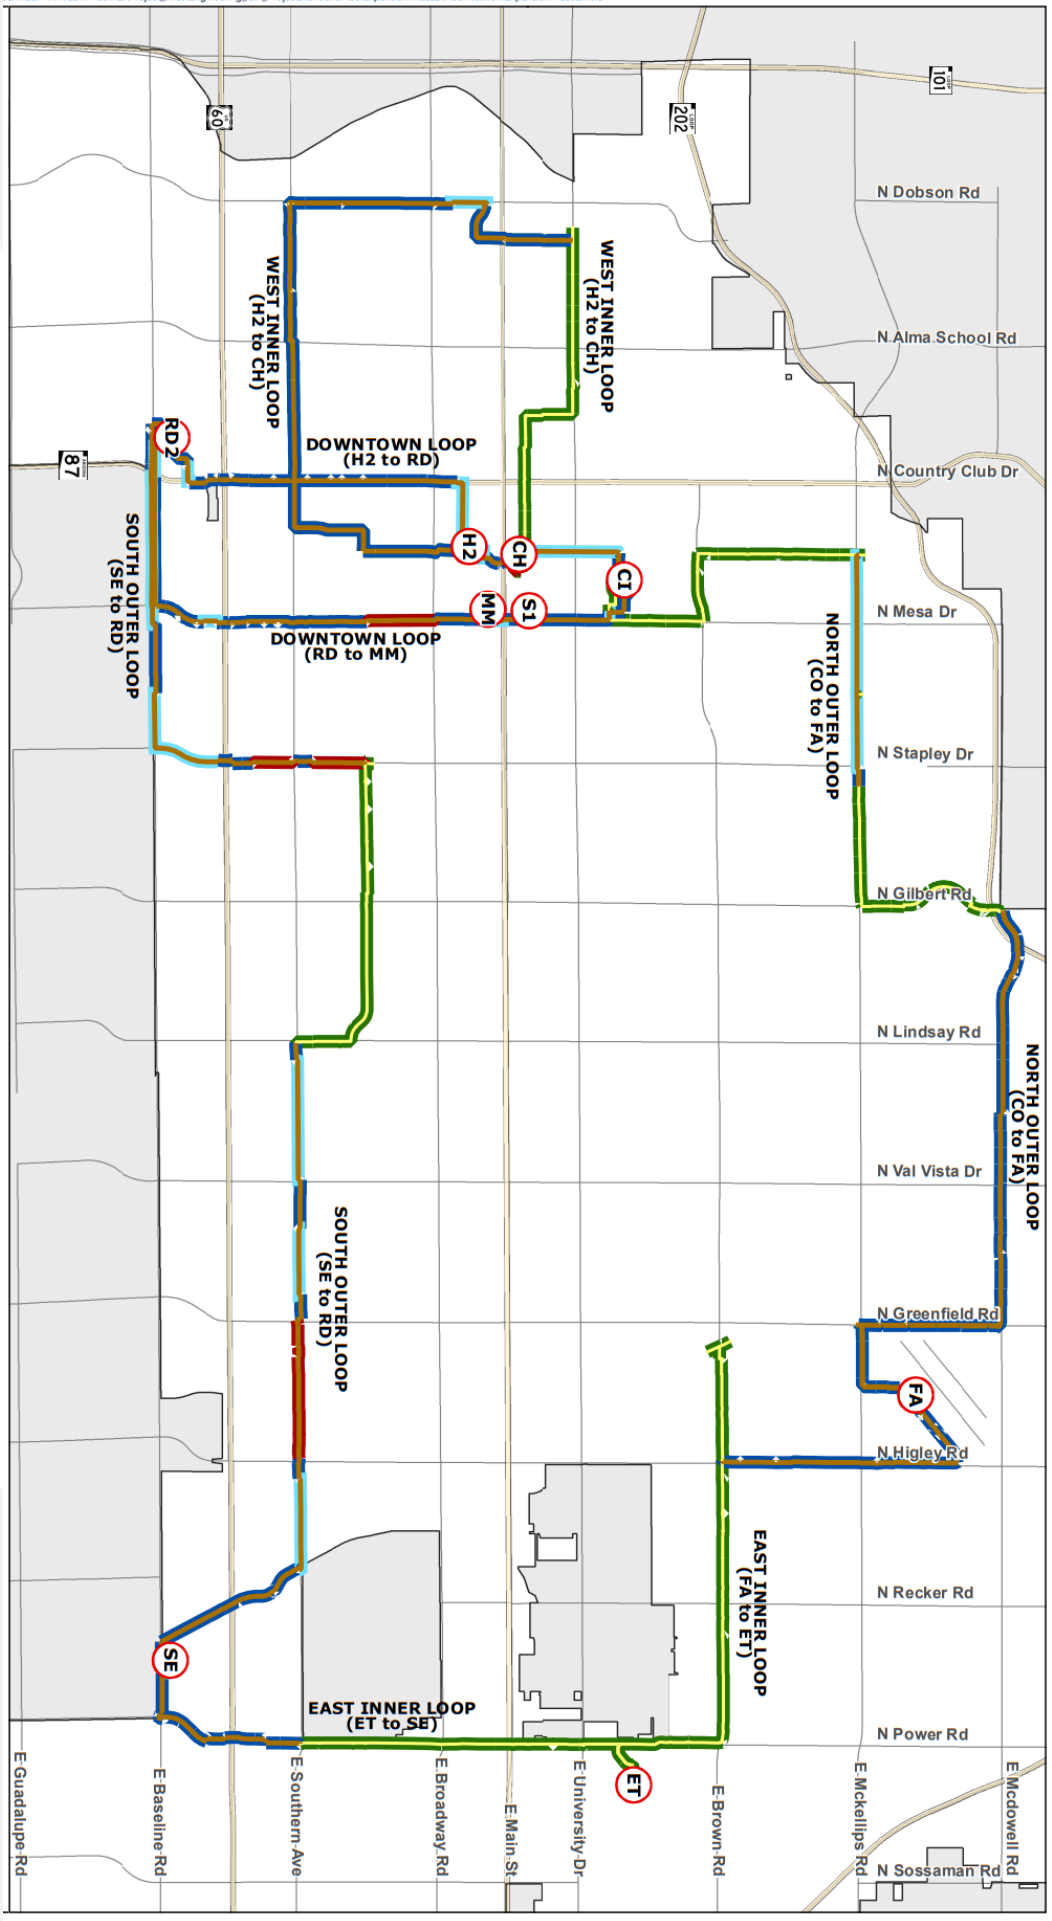 LOOP
101
US
60
LOOP
202
N Dobson Rd
WEST INNER LOOP
(H2 to CH)
WEST INNER LOOP
(H2 to CH)
N Alma School Rd
RD2
DOWNTOWN LOOP
(H2 to RD)
87
N Country Club Dr
SOUTH OUTER LOOP
(SE to RD)
H2
CH
CI
MM
S1
N Mesa Dr
DOWNTOWN LOOP
(RD to MM)
NORTH OUTER LOOP
(CO to FA)
N Stapley Dr
N Gilbert Rd
N Lindsay Rd
NORTH OUTER LOOP
(CO to FA)
N Val Vista Dr
SOUTH OUTER LOOP
(SE to RD)
N Greenfield Rd
FA
N Higley Rd
EAST INNER LOOP
(FA to ET)
N Recker Rd
SE
EAST INNER LOOP
(ET to SE)
N Power Rd
ET
E Guadalupe Rd
E Baseline Rd
E Southern Ave
E Broadway Rd
E Main St
E University Dr
E Brown Rd
E Mckellips Rd
E Mcdowell Rd
N Sossaman Rd